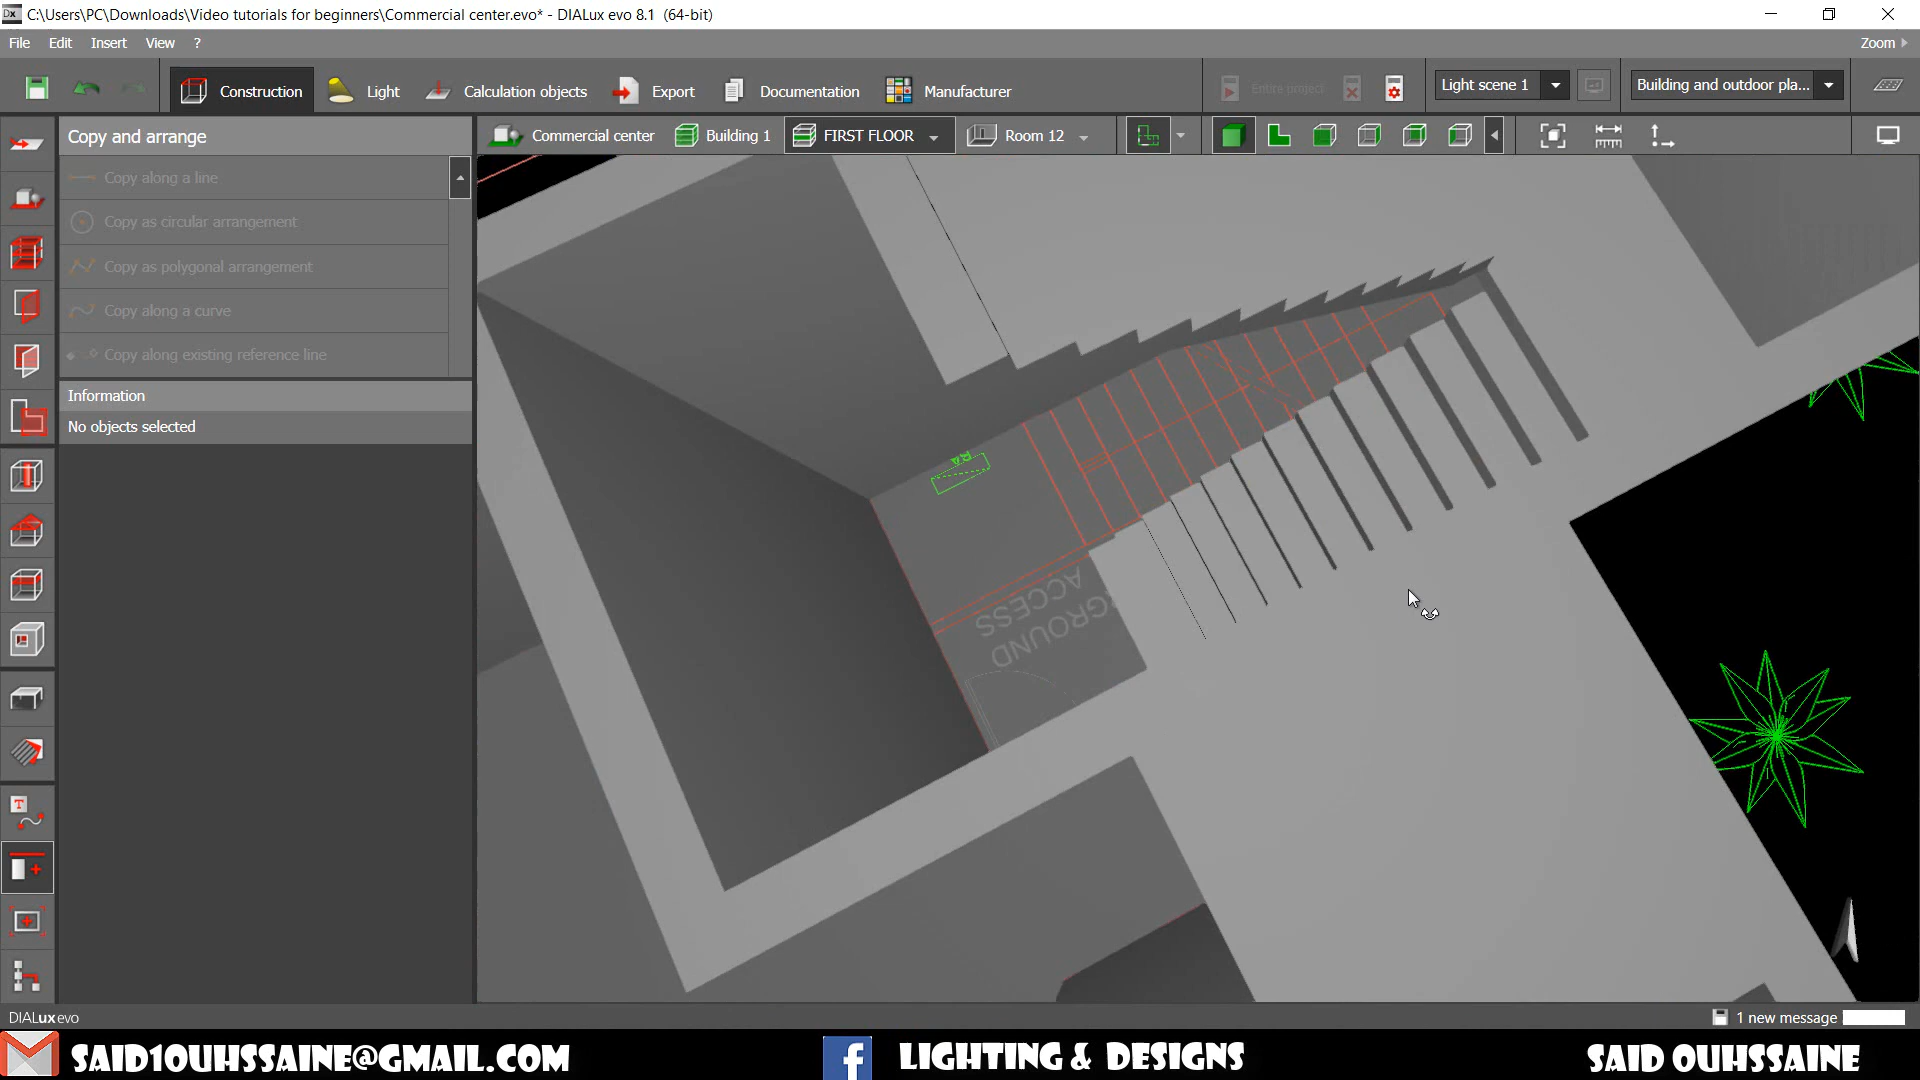 Dx C:\Users\PC\Downloads\Video tutorials for beginners\Commercial center.evo* - DIALux evo 8.1 (64-bit)
File Edit Insert View ? Zoom
Construction Light Calculation objects Export Documentation Manufacturer Entire project Light scene 1 Building and outdoor pla...
Copy and arrange
Commercial center Building 1 FIRST FLOOR Room 12
Copy along a line
Copy as circular arrangement
Copy as polygonal arrangement
Copy along a curve
Copy along existing reference line
Information
No objects selected
RA
ACCESS
GROUND
T
DIALux evo
1 new message
SAID1OUHSSAINE@GMAIL.COM
f
LIGHTING & DESIGNS
SAID OUHSSAINE